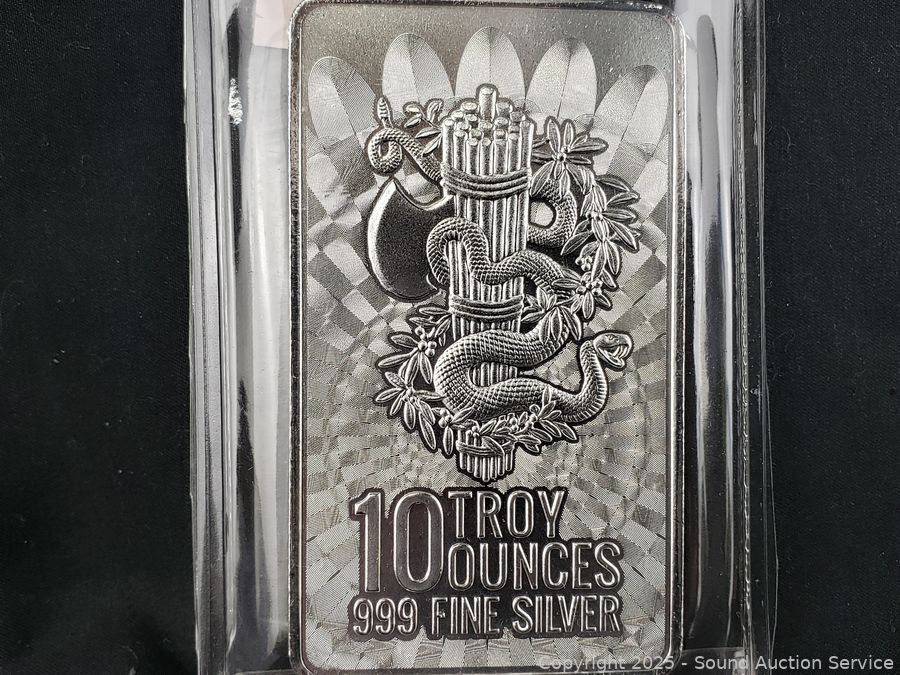 10 TROY
OUNCES
999 FINE SILVER
Copyright 2025 - Sound Auction Service